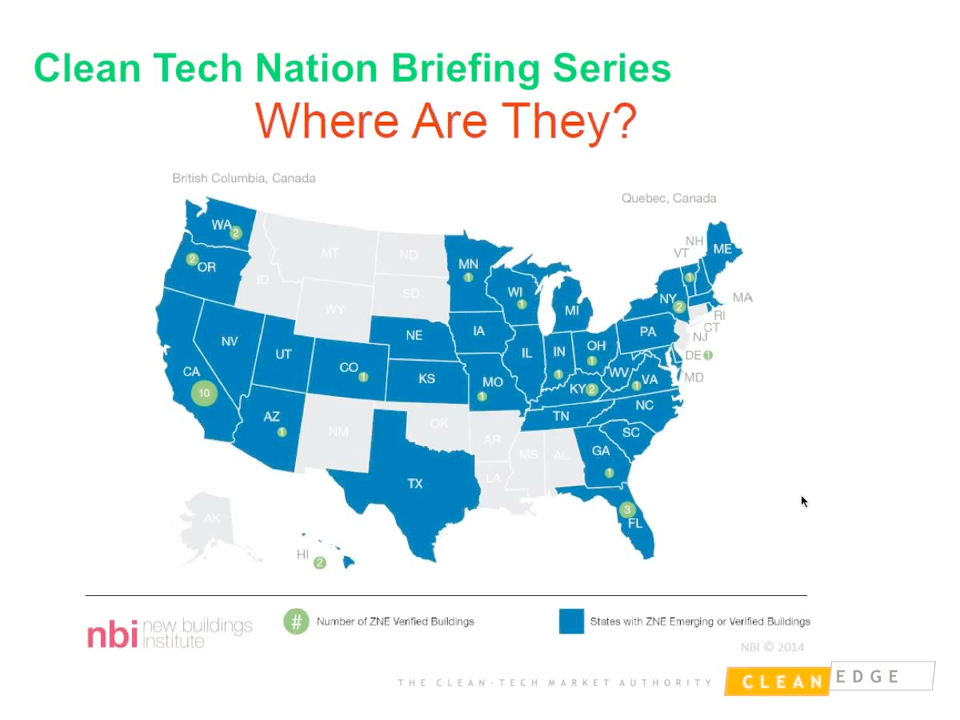 Clean Tech Nation Briefing Series
Where Are They?
British Columbia, Canada
Quebec, Canada
WA 2
2 OR
ID
MT
ND
MN 1
SD
WY
WI 1
MI
NH
VT
ME
1
NY 2
MA
RI
CT
NJ
DE 1
MD
PA
NE
IA
IL
IN 1
OH 1
WV
VA 1
KY 2
NV
UT
CO 1
KS
MO 1
CA
10
AZ 1
NM
OK
AR
TN
NC
SC
MS
AL
GA 1
LA
TX
3
FL
AK
HI 2
# Number of ZNE Verified Buildings
States with ZNE Emerging or Verified Buildings
nbi new buildings institute
NBI © 2014
THE CLEAN-TECH MARKET AUTHORITY
CLEAN EDGE